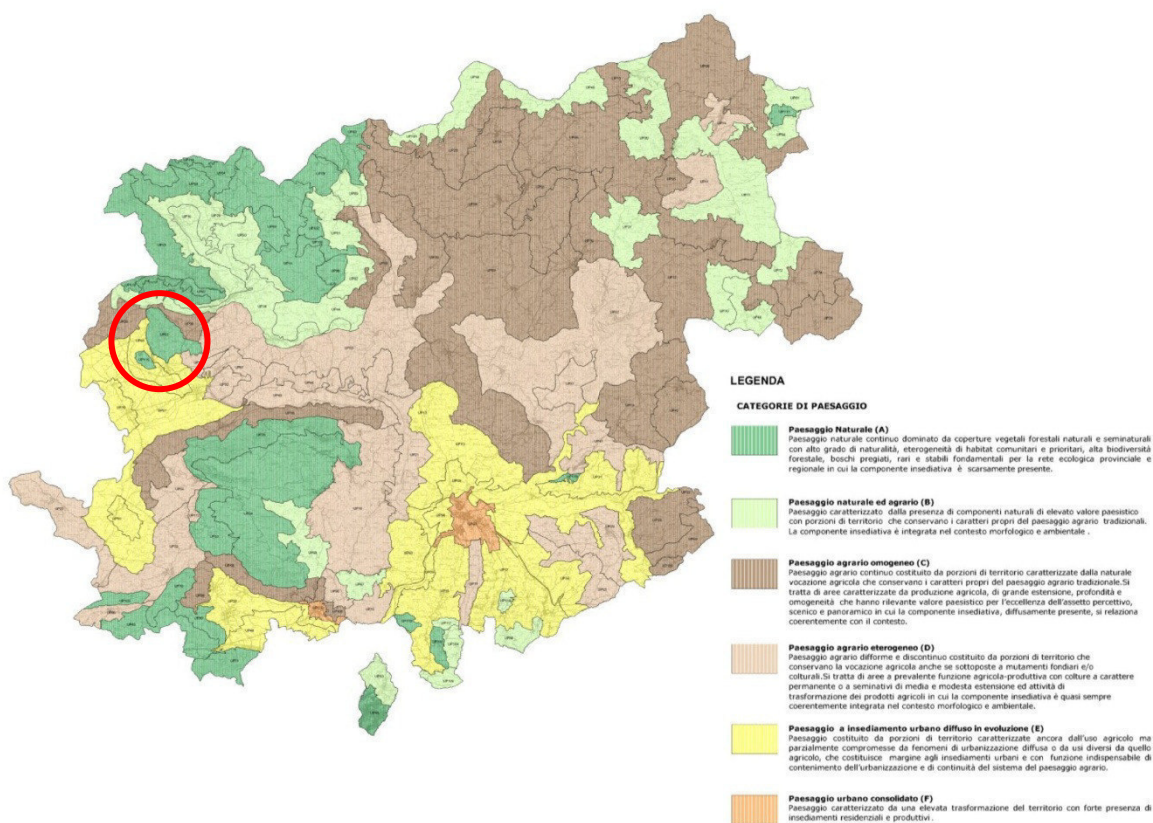 LEGENDA
CATEGORIE DI PAESAGGIO
Paesaggio Naturale (A)
Paesaggio naturale continuo dominato da coperture vegetali forestali naturali e seminaturali
con alto grado di naturalità, eterogeneità di habitat comunitari e prioritari, alta biodiversità
forestale, boschi pregiati, rari e stabili fondamentali per la rete ecologica provinciale e
regionale in cui la componente insediativa è scarsamente presente.
Paesaggio naturale ed agrario (B)
Paesaggio caratterizzato dalla presenza di componenti naturali di elevato valore paesistico
con porzioni di territorio che conservano i caratteri propri del paesaggio agrario tradizionali.
La componente insediativa è integrata nel contesto morfologico e ambientale .
Paesaggio agrario omogeneo (C)
Paesaggio agrario continuo costituito da porzioni di territorio caratterizzate dalla naturale
vocazione agricola che conservano i caratteri propri del paesaggio agrario tradizionale.Si
tratta di aree caratterizzate da produzione agricola, di grande estensione, profondità e
omogeneità che hanno rilevante valore paesistico per l'eccellenza dell'assetto percettivo,
scenico e panoramico in cui la componente insediativa, diffusamente presente, si relaziona
coerentemente con il contesto.
Paesaggio agrario eterogeneo (D)
Paesaggio agrario difforme e discontinuo costituito da porzioni di territorio che
conservano la vocazione agricola anche se sottoposte a mutamenti fondiari e/o
colturali.Si tratta di aree a prevalente funzione agricola-produttiva con colture a carattere
permanente o a seminativi di media e modesta estensione ed attività di
trasformazione dei prodotti agricoli in cui la componente insediativa è quasi sempre
coerentemente integrata nel contesto morfologico e ambientale.
Paesaggio a insediamento urbano diffuso in evoluzione (E)
Paesaggio costituito da porzioni di territorio caratterizzate ancora dall'uso agricolo ma
parzialmente compromesse da fenomeni di urbanizzazione diffusa o da usi diversi da quello
agricolo, che costituisce margine agli insediamenti urbani e con funzione indispensabile di
contenimento dell'urbanizzazione e di continuità del sistema del paesaggio agrario.
Paesaggio urbano consolidato (F)
Paesaggio caratterizzato da una elevata trasformazione del territorio con forte presenza di
insediamenti residenziali e produttivi .